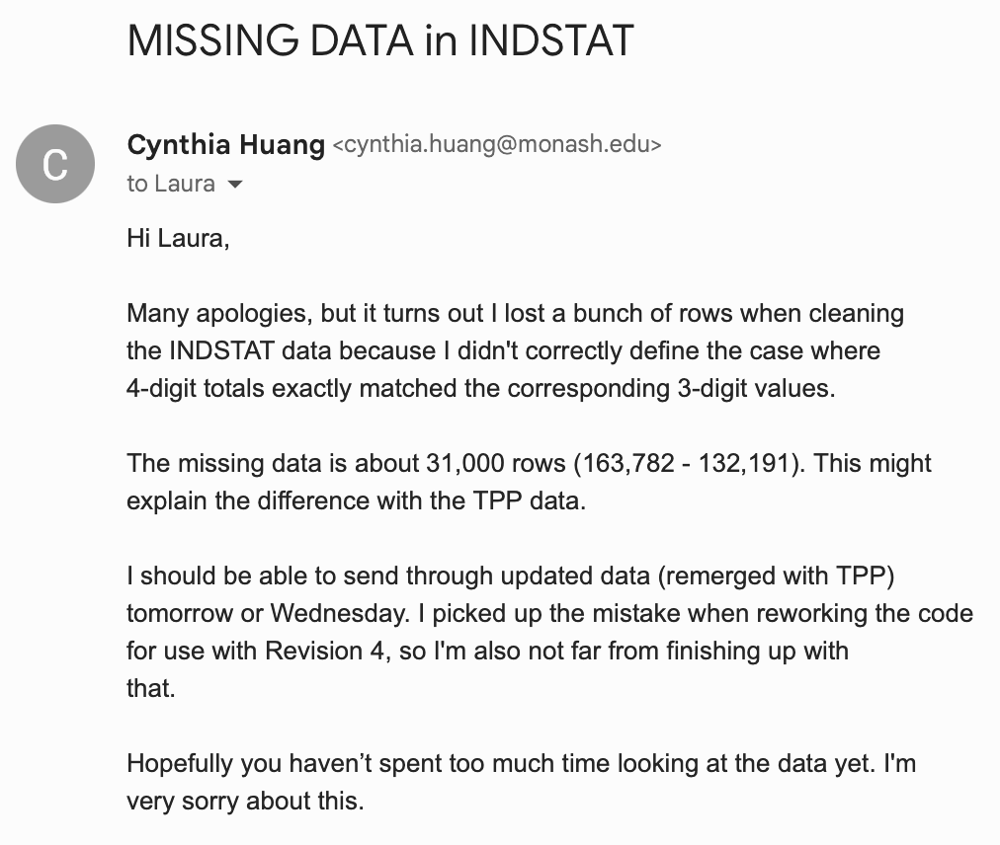 MISSING DATA in INDSTAT
C
Cynthia Huang <cynthia.huang@monash.edu>
to Laura
Hi Laura,
Many apologies, but it turns out I lost a bunch of rows when cleaning
the INDSTAT data because I didn't correctly define the case where
4-digit totals exactly matched the corresponding 3-digit values.
The missing data is about 31,000 rows (163,782 - 132,191). This might
explain the difference with the TPP data.
I should be able to send through updated data (remerged with TPP)
tomorrow or Wednesday. I picked up the mistake when reworking the code
for use with Revision 4, so I'm also not far from finishing up with
that.
Hopefully you haven’t spent too much time looking at the data yet. I'm
very sorry about this.